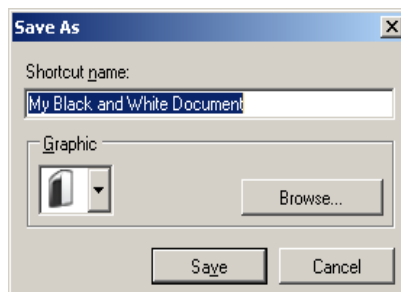 Save As
Shortcut name:
My Black and White Document
Graphic
Browse...
Save
Cancel